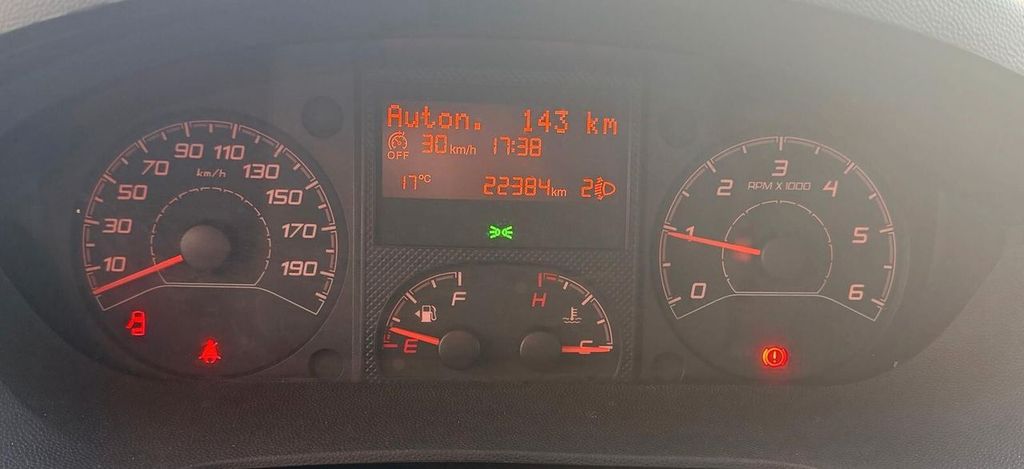 Auton. 143 km
OFF 30 km/h 17:38
17°C 22384 km 2
10 30 50 70 90 110 130 150 170 190
km/h
0 1 2 3 4 5 6
RPM X 1000
E F
H C